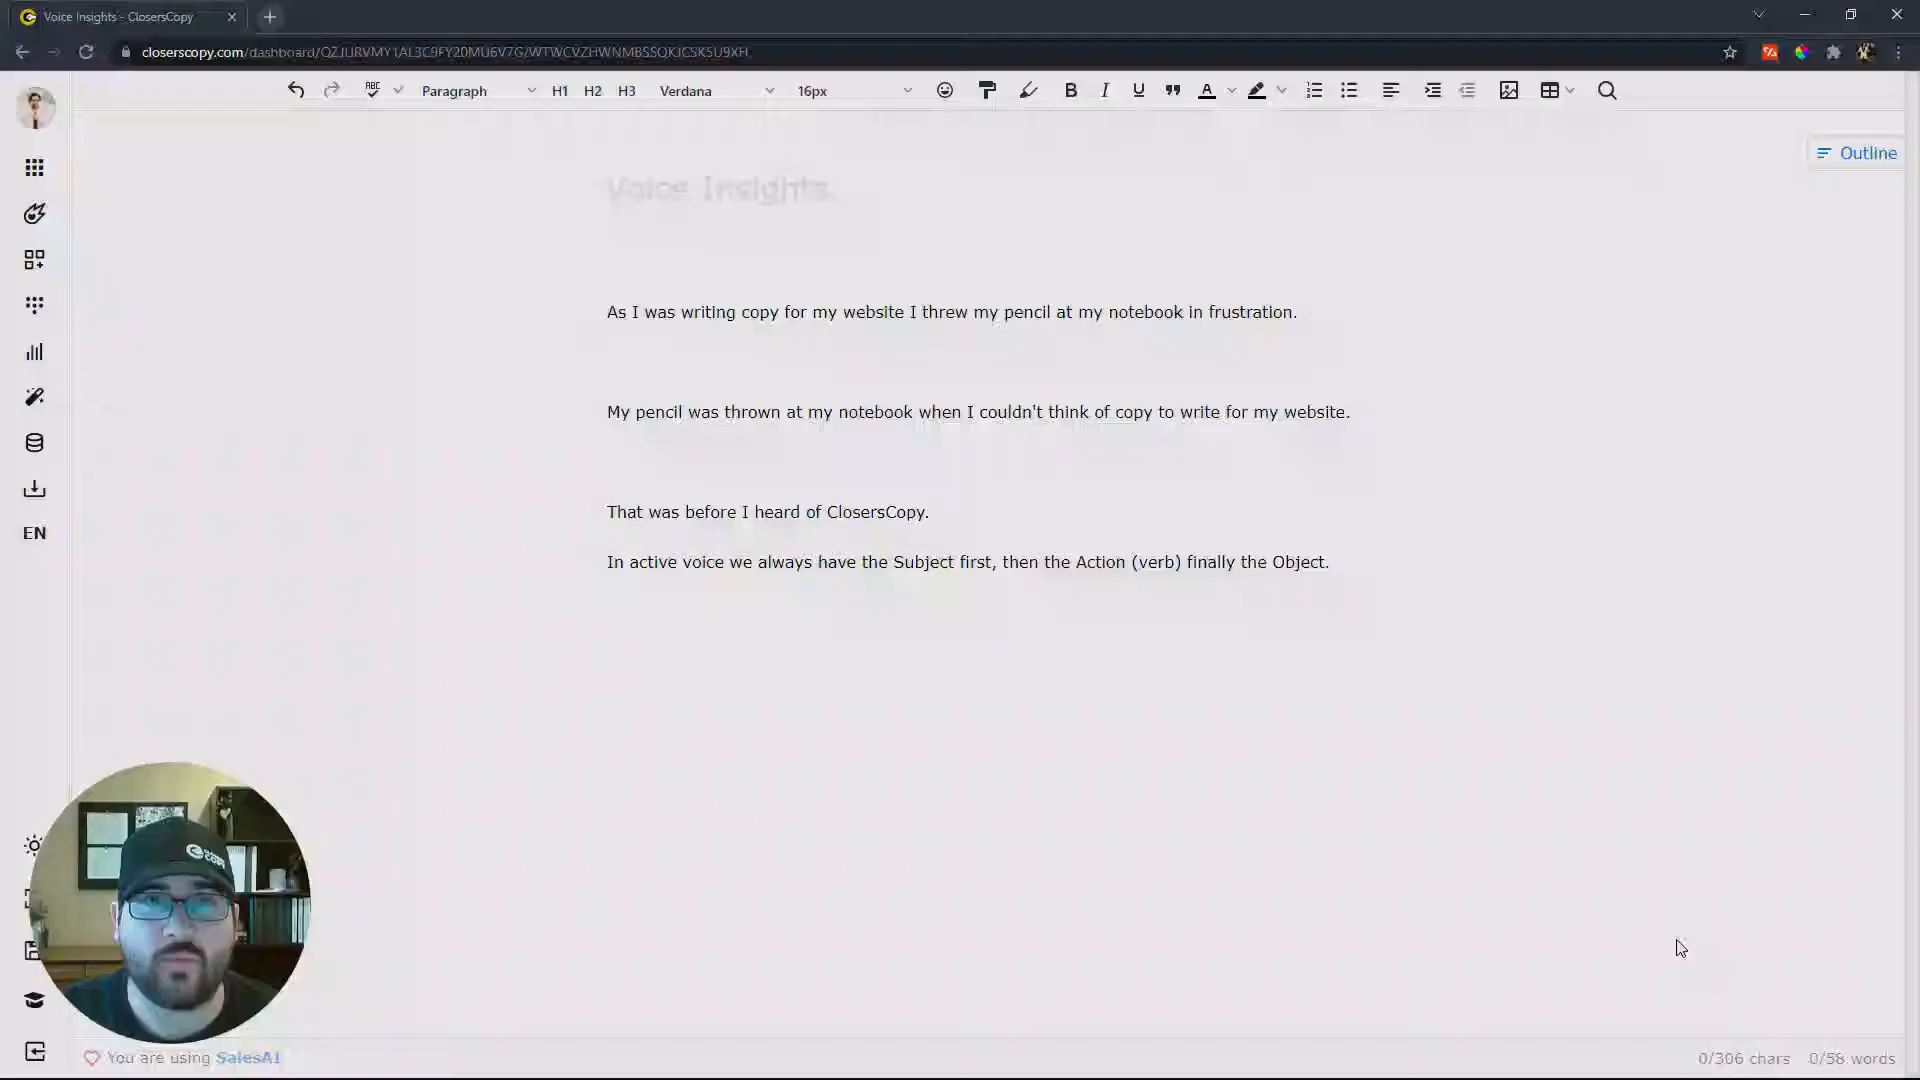 Voice Insights - ClosersCopy
closerscopy.com/dashboard/
Paragraph H1 H2 H3 Verdana 16px
Outline
Voice Insights
As I was writing copy for my website I threw my pencil at my notebook in frustration.
My pencil was thrown at my notebook when I couldn't think of copy to write for my website.
That was before I heard of ClosersCopy.
In active voice we always have the Subject first, then the Action (verb) finally the Object.
EN
You are using SalesAI
0/306 chars 0/58 words